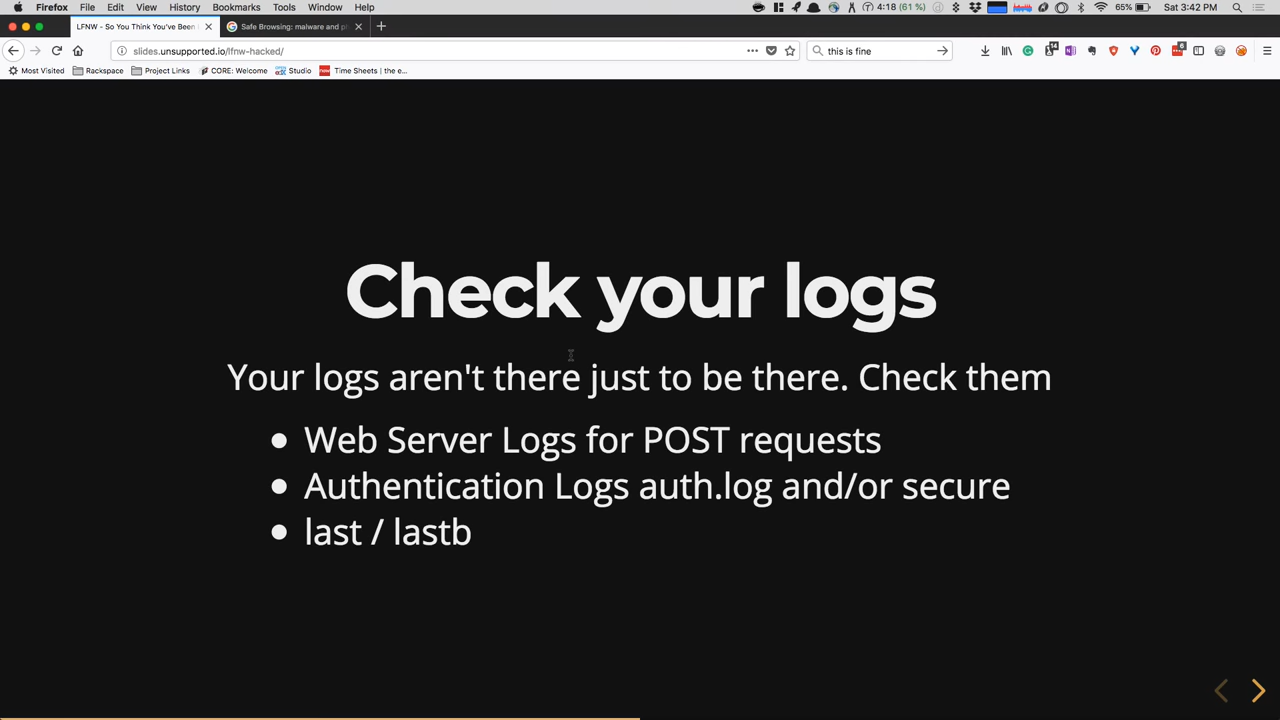 Firefox File Edit View History Bookmarks Tools Window Help 4:18 (61 %) 65% Sat 3:42 PM
LFNW - So You Think You've Been Safe Browsing: malware and ph
slides.unsupported.io/lfnw-hacked/ this is fine 14 6
Most Visited Rackspace Project Links CORE: Welcome Studio Time Sheets | the e...
Check your logs
Your logs aren't there just to be there. Check them
Web Server Logs for POST requests
Authentication Logs auth.log and/or secure
last / lastb